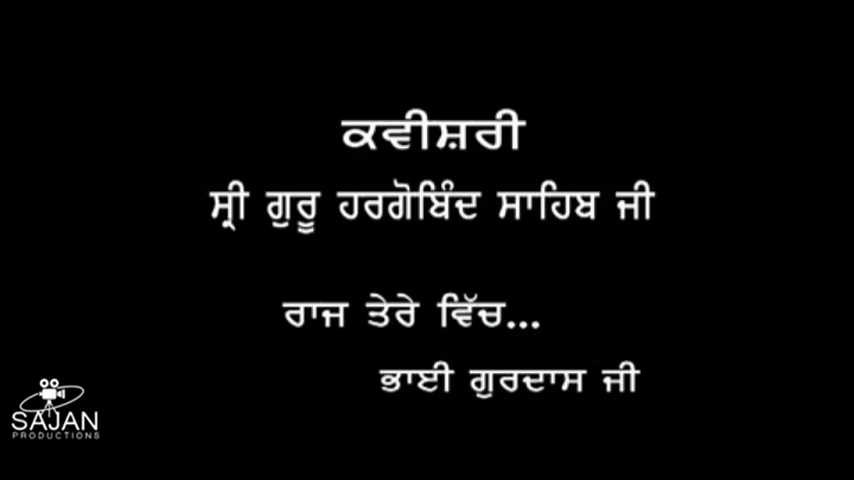 ਕਵੀਸ਼ਰੀ
ਸ੍ਰੀ ਗੁਰੂ ਹਰਗੋਬਿੰਦ ਸਾਹਿਬ ਜੀ
ਰਾਜ ਤੇਰੇ ਵਿੱਚ...
ਭਾਈ ਗੁਰਦਾਸ ਜੀ
SAJAN
PRODUCTIONS